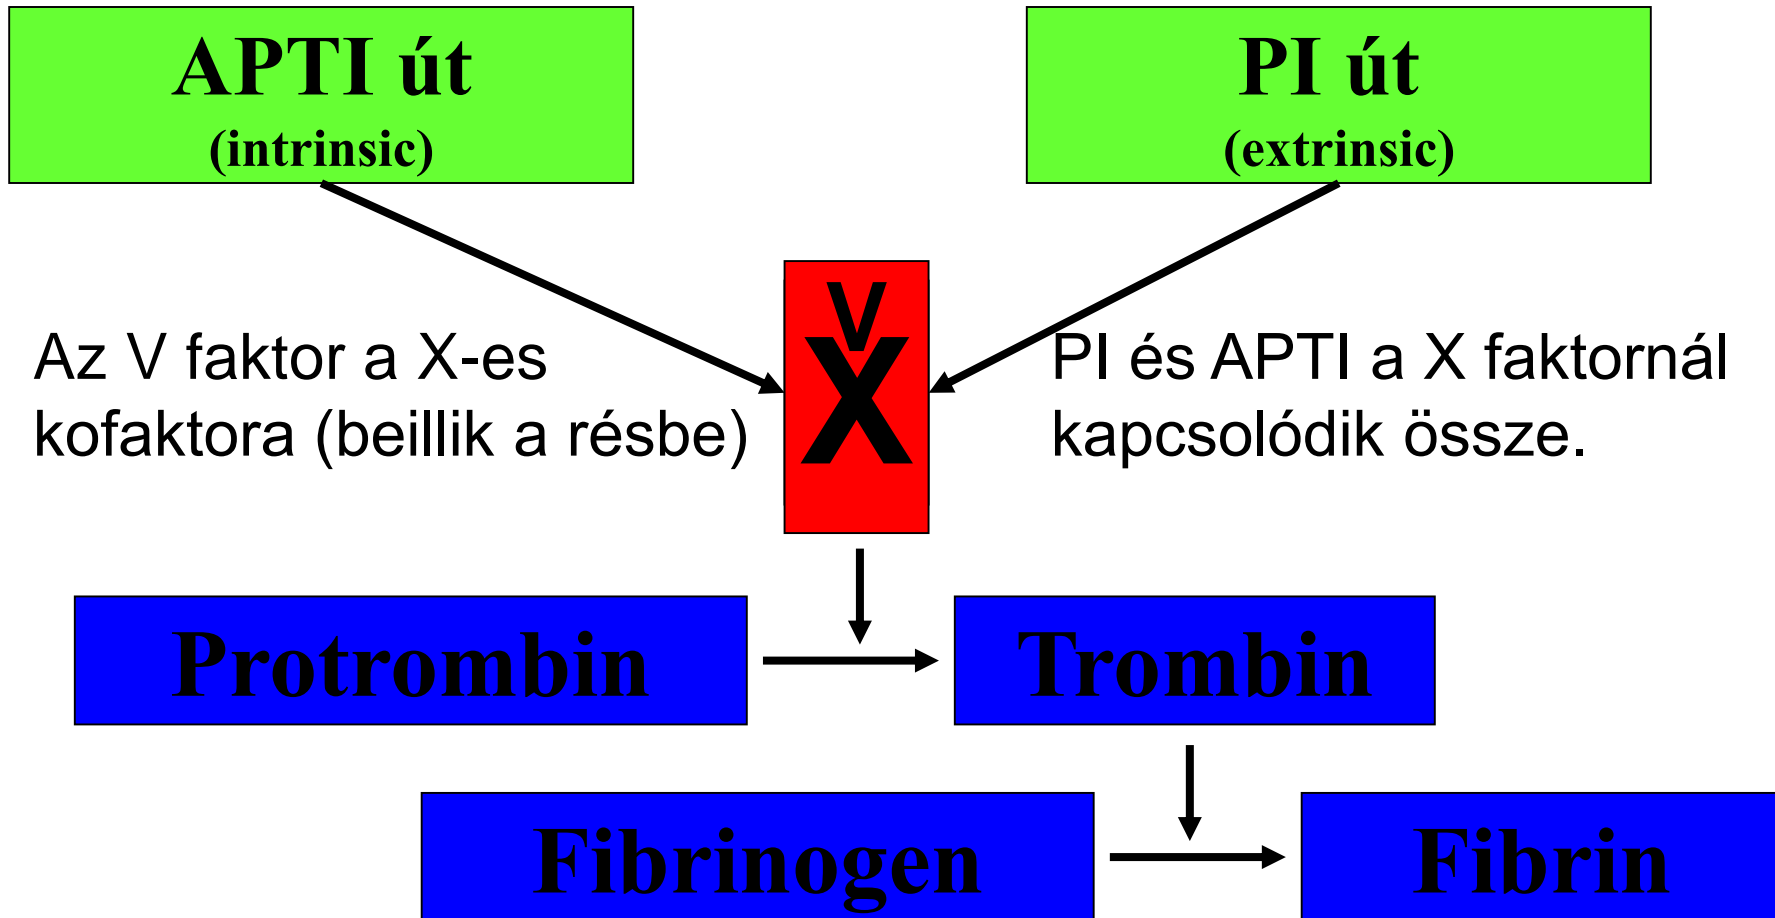 APTI út
(intrinsic)
PI út
(extrinsic)
V
X
Az V faktor a X-es
kofaktora (beillik a résbe)
PI és APTI a X faktornál
kapcsolódik össze.
Protrombin
Trombin
Fibrinogen
Fibrin